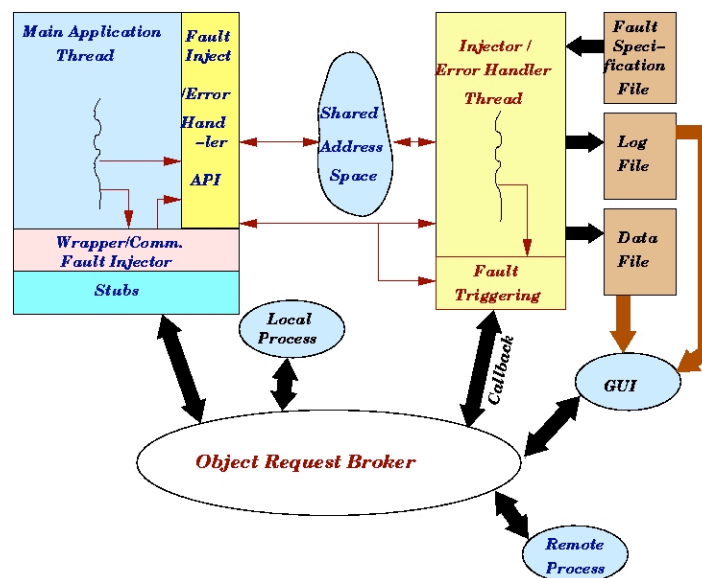 Main Application
Thread
Fault
Inject
/Error
Hand-
-ler
API
Wrapper/Comm.
Fault Injector
Stubs
Shared
Address
Space
Injector /
Error Handler
Thread
Fault
Triggering
Fault
Speci-
fication
File
Log
File
Data
File
Local
Process
Callback
GUI
Object Request Broker
Remote
Process